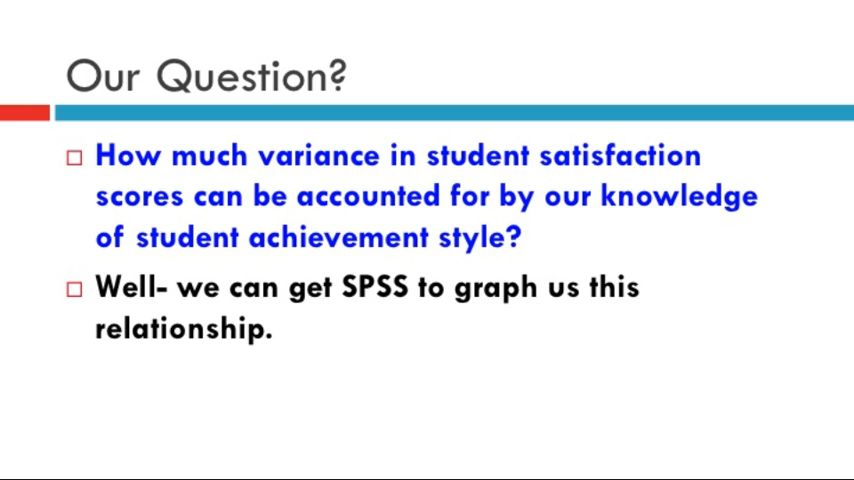 Our Question?
How much variance in student satisfaction
scores can be accounted for by our knowledge
of student achievement style?
Well- we can get SPSS to graph us this
relationship.